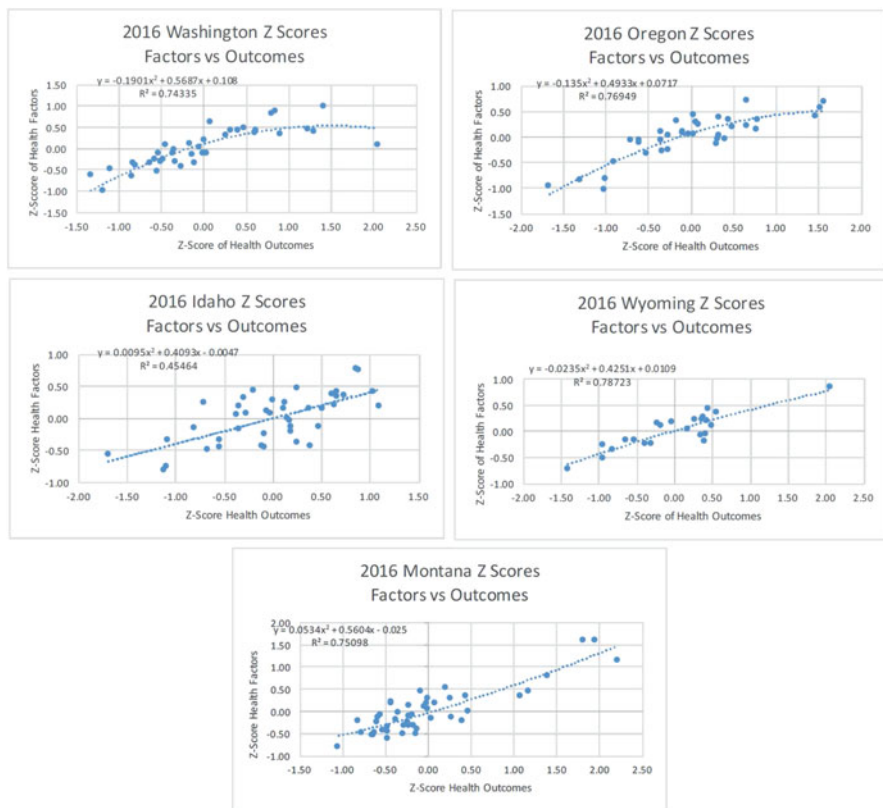 2016 Washington Z Scores
Factors vs Outcomes
y = -0.1901x² + 0.5687x + 0.108
R² = 0.74335
1.50
1.00
0.50
0.00
-0.50
-1.00
-1.50
-1.50 -1.00 -0.50 0.00 0.50 1.00 1.50 2.00 2.50
Z-Sccore of Health Factors
Z-Score of Health Outcomes
2016 Oregon Z Scores
Factors vs Outcomes
y = -0.135x² + 0.4933x + 0.0717
R² = 0.76949
1.00
0.50
0.00
-0.50
-1.00
-1.50
-2.00 -1.50 -1.00 -0.50 0.00 0.50 1.00 1.50 2.00
Z-Score of Health Factors
Z-Score of Health Outcomes
2016 Idaho Z Scores
Factors vs Outcomes
y = 0.0095x² + 0.4093x - 0.0047
R² = 0.45464
1.00
0.50
0.00
-0.50
-1.00
-2.00 -1.50 -1.00 -0.50 0.00 0.50 1.00 1.50
Z-Score Health Factors
Z-Score Health Outcomes
2016 Wyoming Z Scores
Factors vs Outcomes
y = -0.0235x² + 0.4251x + 0.0109
R² = 0.78723
1.00
0.50
0.00
-0.50
-1.00
-2.00 -1.50 -1.00 -0.50 0.00 0.50 1.00 1.50 2.00 2.50
Z-Score of Health Factors
Z-Score of Health Outcomes
2016 Montana Z Scores
Factors vs Outcomes
y = 0.0534x² + 0.5604x - 0.025
R² = 0.75098
2.00
1.50
1.00
0.50
0.00
-0.50
-1.00
-1.50 -1.00 -0.50 0.00 0.50 1.00 1.50 2.00 2.50
Z-Score Health Factors
Z-Score Health Outcomes